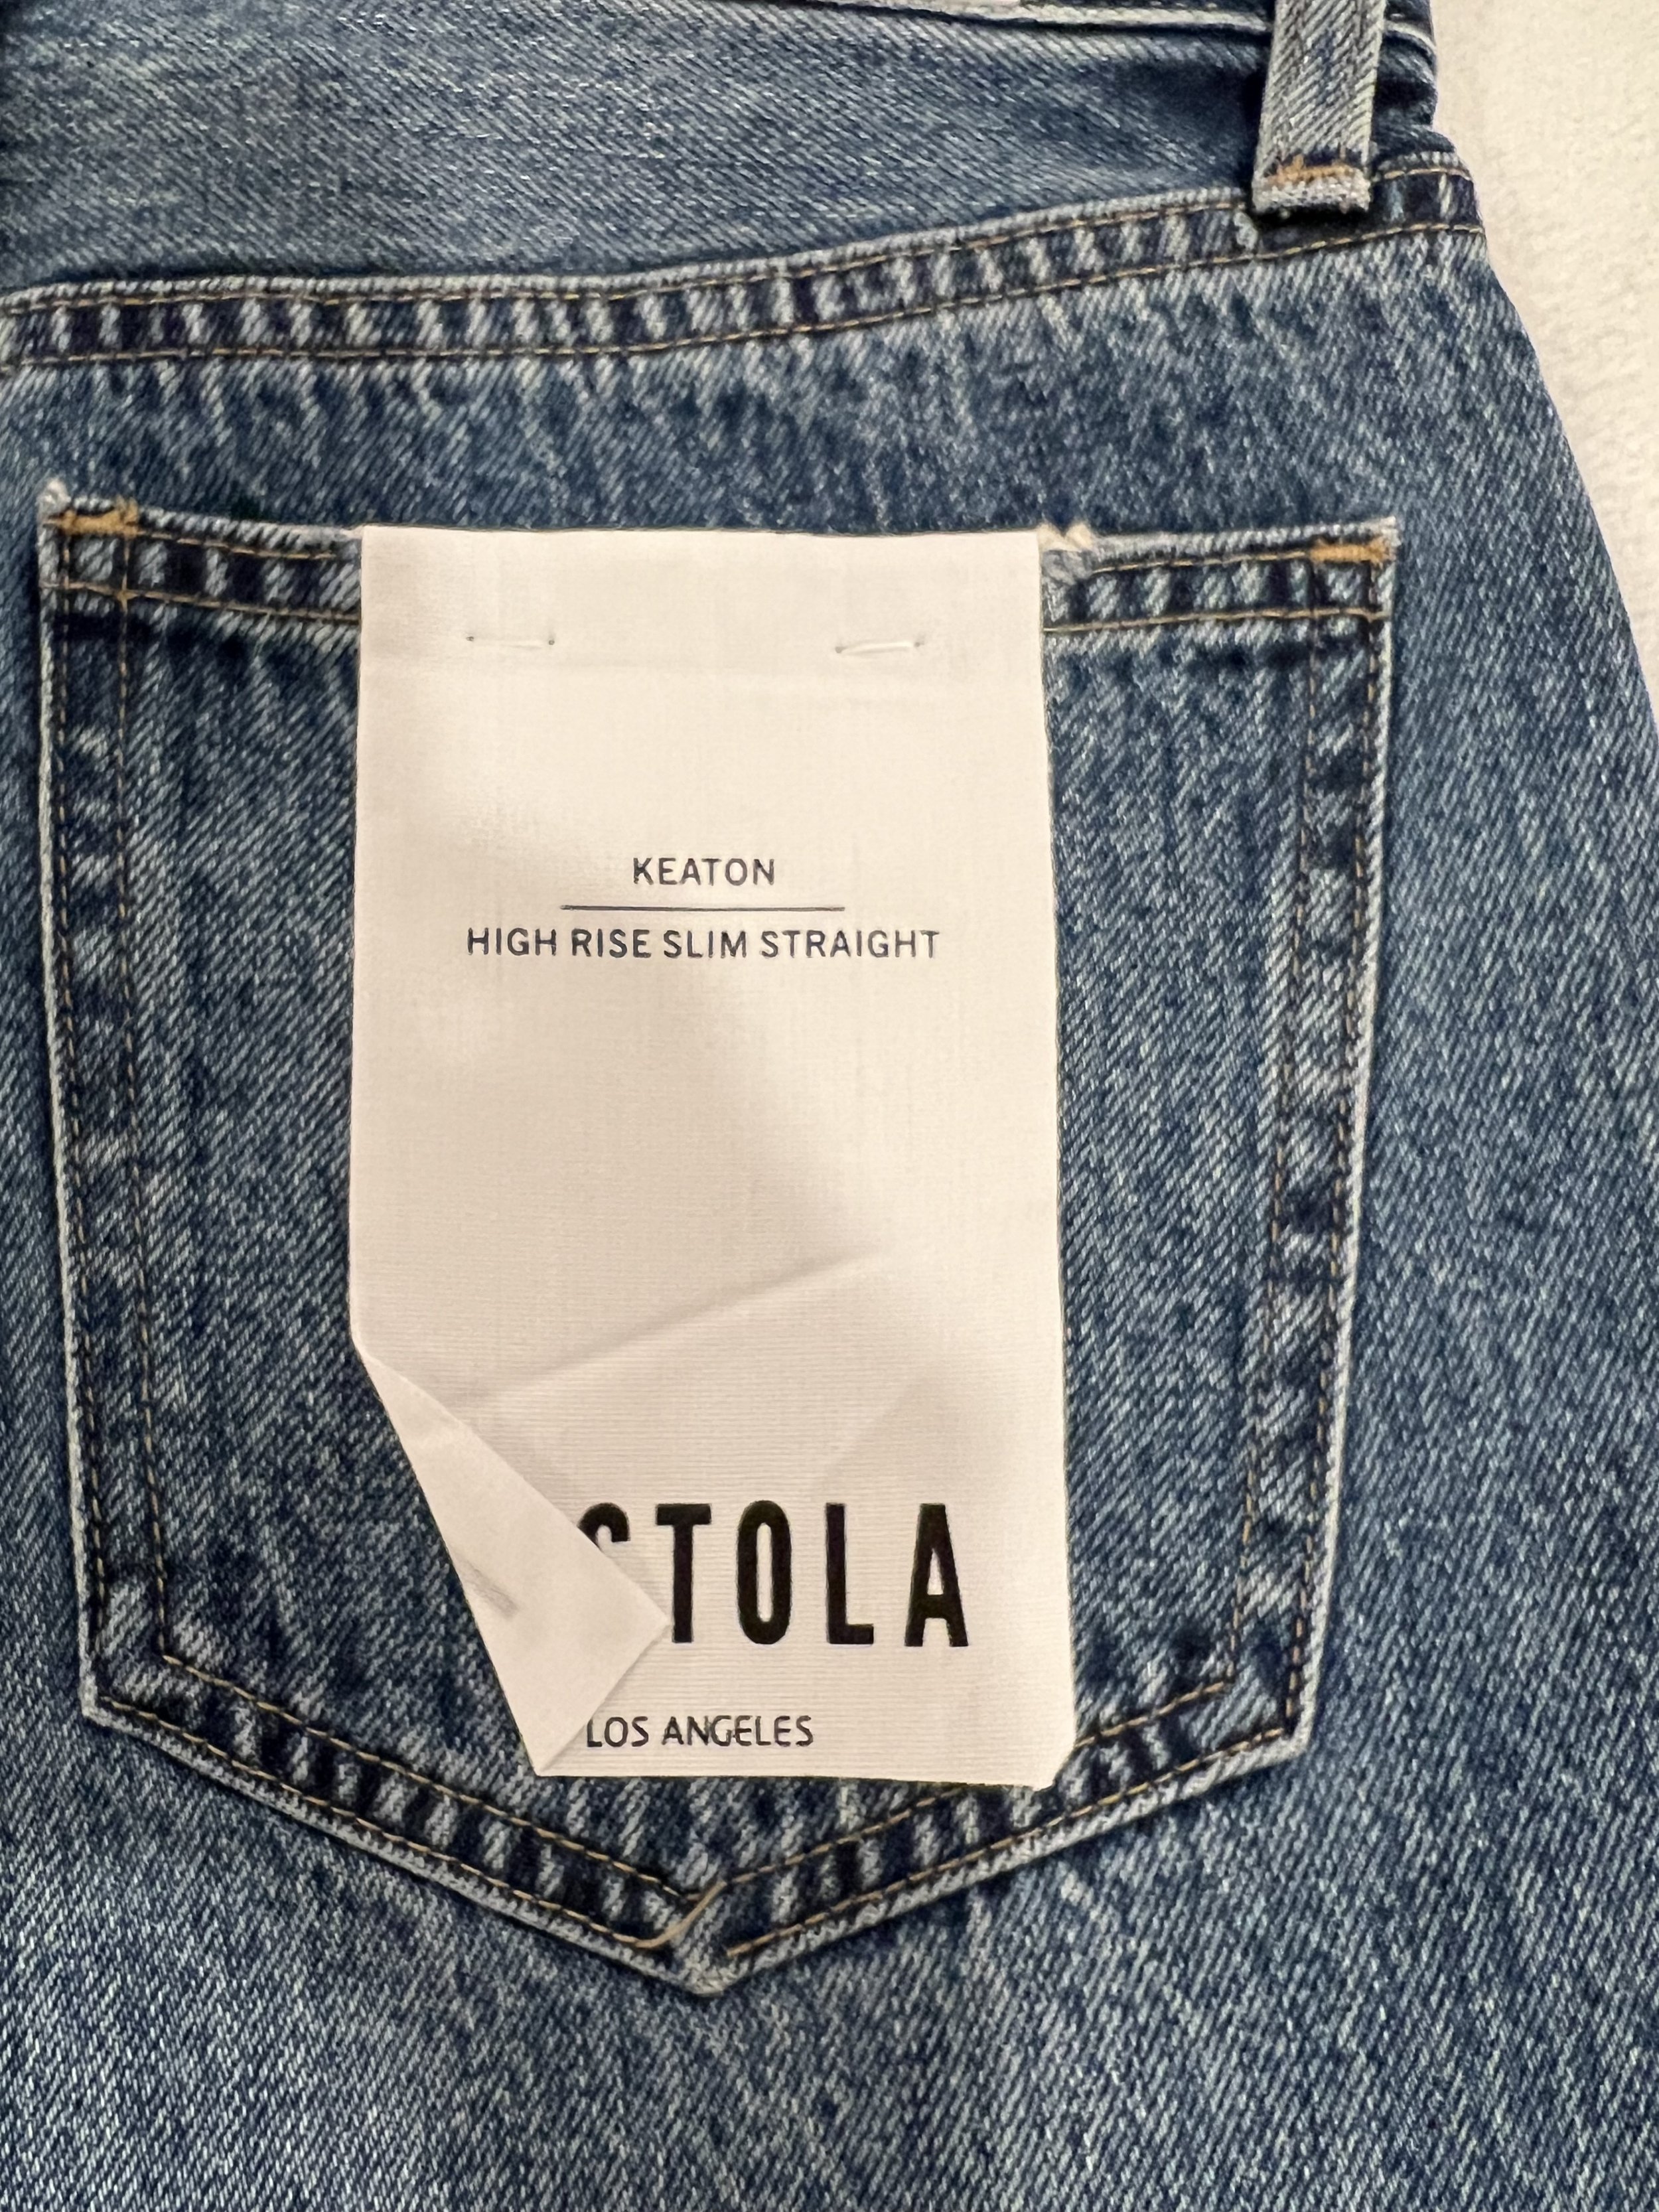 KEATON
HIGH RISE SLIM STRAIGHT
STOLA
LOS ANGELES